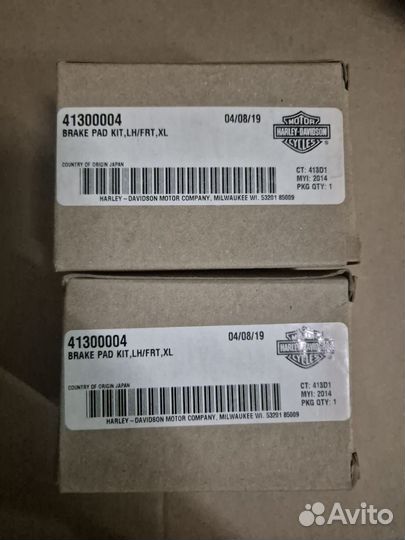 41300004 04/08/19
BRAKE PAD KIT,LH/FRT,XL
MOTOR
HARLEY-DAVIDSON
CYCLES
COUNTRY OF ORIGIN JAPAN
CT: 413D1
MYI: 2014
PKG QTY: 1
HARLEY-DAVIDSON MOTOR COMPANY, MILWAUKEE WI. 53201 85009
41300004 04/08/19
BRAKE PAD KIT,LH/FRT,XL
MOTOR
HARLEY-DAVIDSON
CYCLES
COUNTRY OF ORIGIN JAPAN
CT: 413D1
MYI: 2014
PKG QTY: 1
HARLEY-DAVIDSON MOTOR COMPANY, MILWAUKEE WI. 53201 85009
Avito